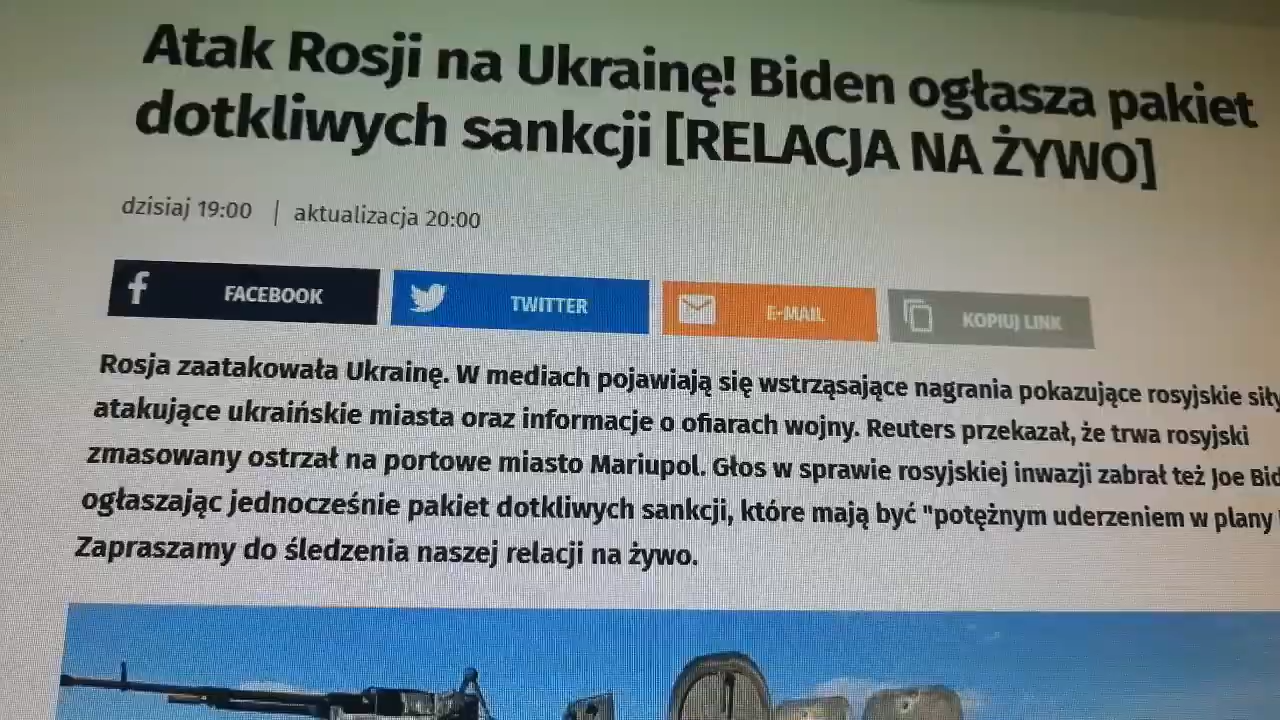 Atak Rosji na Ukrainę! Biden ogłasza pakiet
dotkliwych sankcji [RELACJA NA ŻYWO]
dzisiaj 19:00 | aktualizacja 20:00
f FACEBOOK TWITTER E-MAIL KOPIUJ LINK
Rosja zaatakowała Ukrainę. W mediach pojawiają się wstrząsające nagrania pokazujące rosyjskie siły
atakujące ukraińskie miasta oraz informacje o ofiarach wojny. Reuters przekazał, że trwa rosyjski
zmasowany ostrzał na portowe miasto Mariupol. Głos w sprawie rosyjskiej inwazji zabrał też Joe Bid
ogłaszając jednocześnie pakiet dotkliwych sankcji, które mają być "potężnym uderzeniem w plany
Zapraszamy do śledzenia naszej relacji na żywo.